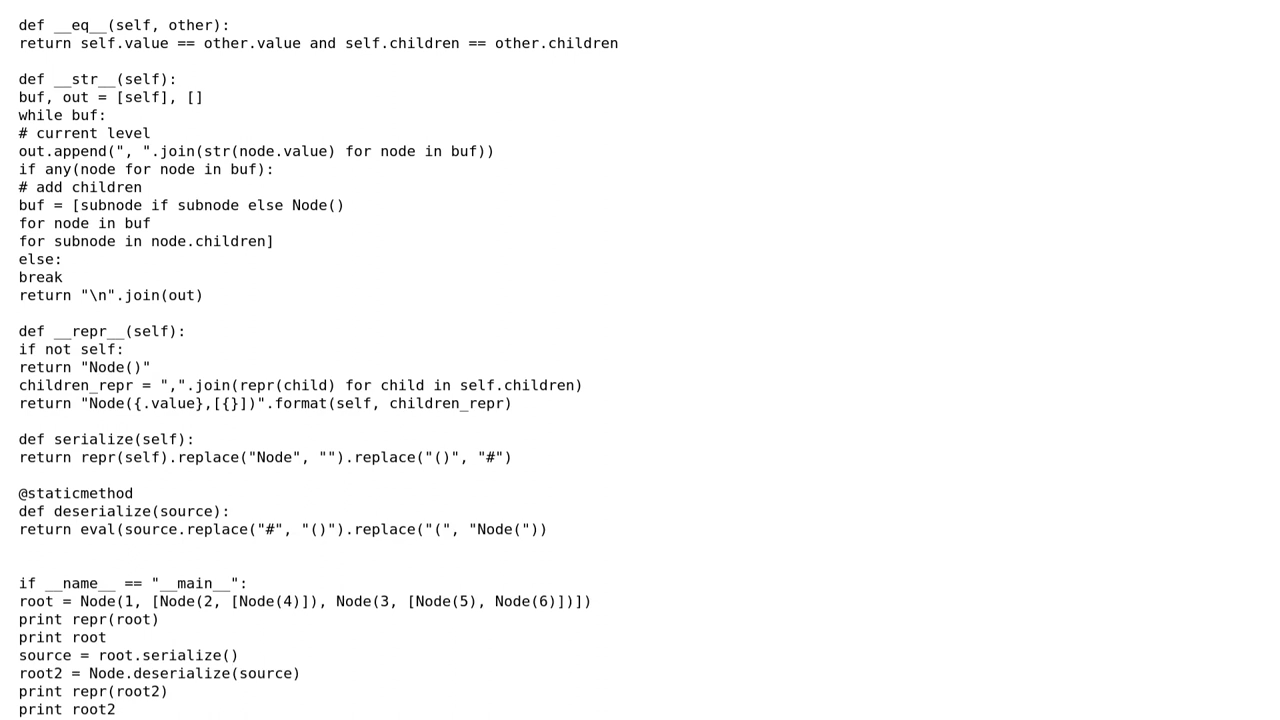 def __eq__(self, other):
return self.value == other.value and self.children == other.children

def __str__(self):
buf, out = [self], []
while buf:
# current level
out.append(", ".join(str(node.value) for node in buf))
if any(node for node in buf):
# add children
buf = [subnode if subnode else Node()
for node in buf
for subnode in node.children]
else:
break
return "\n".join(out)

def __repr__(self):
if not self:
return "Node()"
children_repr = ",".join(repr(child) for child in self.children)
return "Node({.value},[{}])".format(self, children_repr)

def serialize(self):
return repr(self).replace("Node", "").replace("()", "#")

@staticmethod
def deserialize(source):
return eval(source.replace("#", "()").replace("(", "Node("))


if __name__ == "__main__":
root = Node(1, [Node(2, [Node(4)]), Node(3, [Node(5), Node(6)])])
print repr(root)
print root
source = root.serialize()
root2 = Node.deserialize(source)
print repr(root2)
print root2